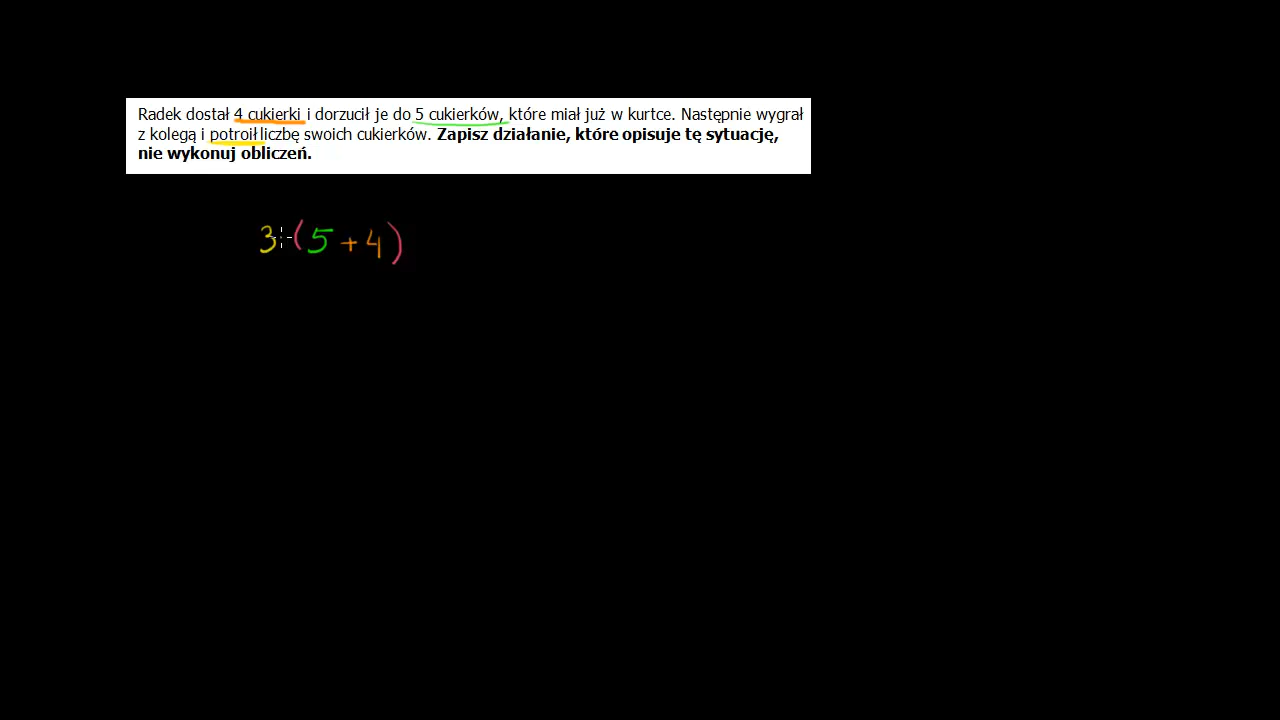 Radek dostał 4 cukierki i dorzucił je do 5 cukierków, które miał już w kurtce. Następnie wygrał
z kolegą i potroił liczbę swoich cukierków. Zapisz działanie, które opisuje tę sytuację,
nie wykonuj obliczeń.
3·(5+4)